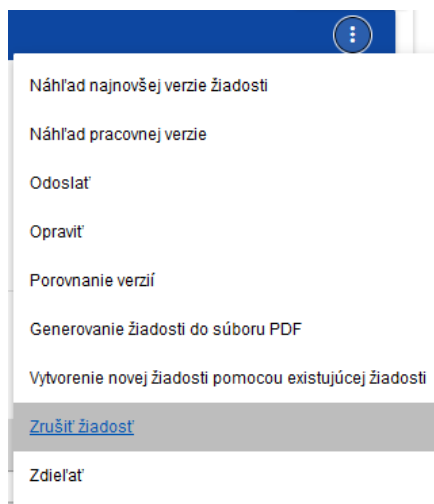 Náhľad najnovšej verzie žiadosti
Náhľad pracovnej verzie
Odoslať
Opraviť
Porovnanie verzií
Generovanie žiadosti do súboru PDF
Vytvorenie novej žiadosti pomocou existujúcej žiadosti
Zrušiť žiadosť
Zdieľať